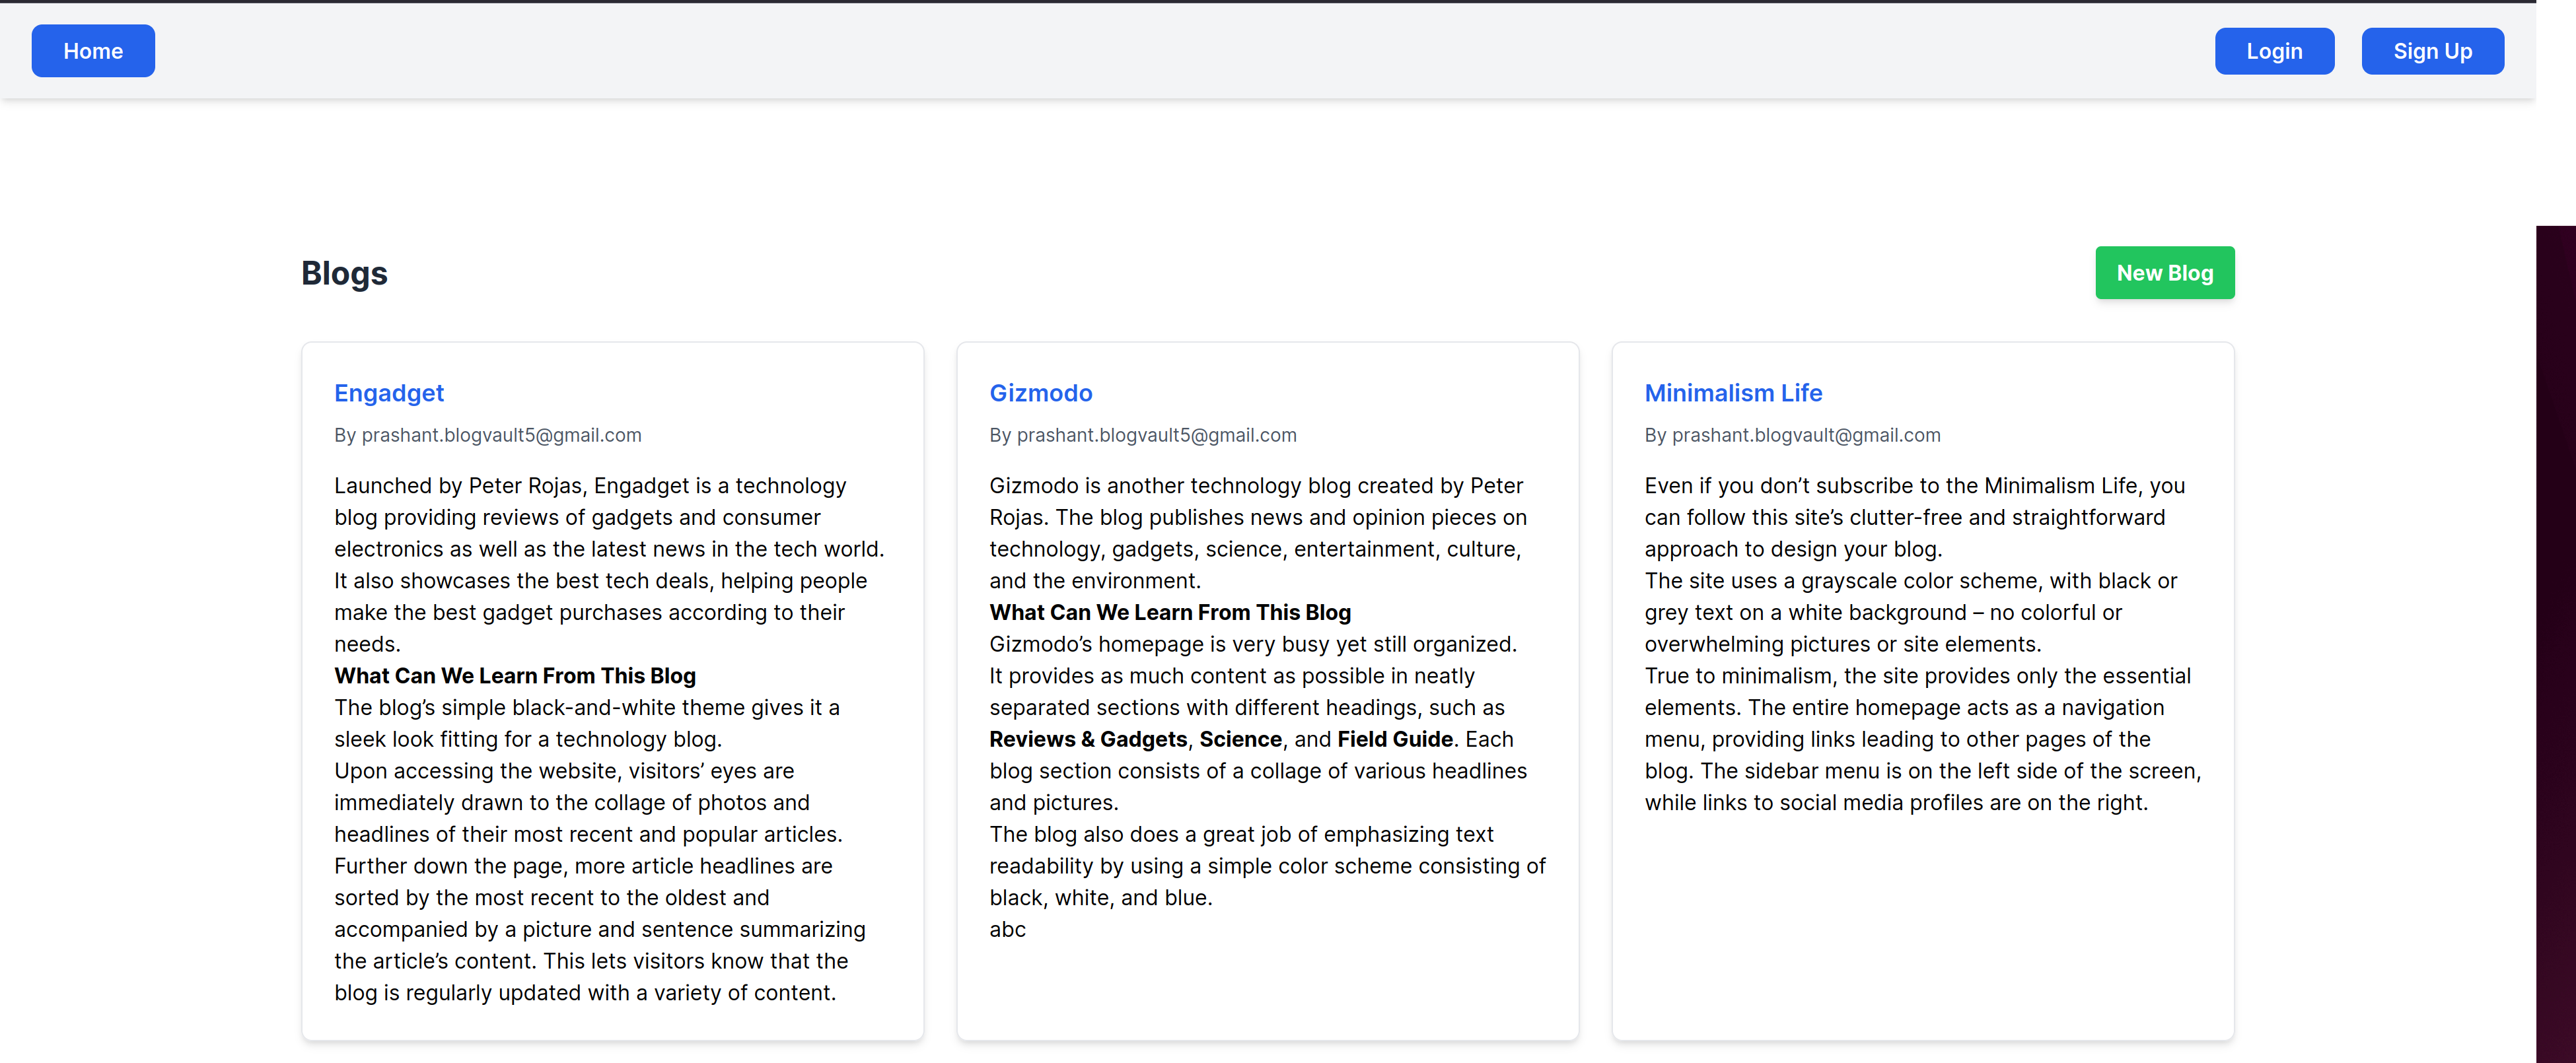 Home
Login
Sign Up
Blogs
New Blog
Engadget
By prashant.blogvault5@gmail.com
Launched by Peter Rojas, Engadget is a technology
blog providing reviews of gadgets and consumer
electronics as well as the latest news in the tech world.
It also showcases the best tech deals, helping people
make the best gadget purchases according to their
needs.
What Can We Learn From This Blog
The blog’s simple black-and-white theme gives it a
sleek look fitting for a technology blog.
Upon accessing the website, visitors’ eyes are
immediately drawn to the collage of photos and
headlines of their most recent and popular articles.
Further down the page, more article headlines are
sorted by the most recent to the oldest and
accompanied by a picture and sentence summarizing
the article’s content. This lets visitors know that the
blog is regularly updated with a variety of content.
Gizmodo
By prashant.blogvault5@gmail.com
Gizmodo is another technology blog created by Peter
Rojas. The blog publishes news and opinion pieces on
technology, gadgets, science, entertainment, culture,
and the environment.
What Can We Learn From This Blog
Gizmodo’s homepage is very busy yet still organized.
It provides as much content as possible in neatly
separated sections with different headings, such as
Reviews & Gadgets, Science, and Field Guide. Each
blog section consists of a collage of various headlines
and pictures.
The blog also does a great job of emphasizing text
readability by using a simple color scheme consisting of
black, white, and blue.
abc
Minimalism Life
By prashant.blogvault@gmail.com
Even if you don’t subscribe to the Minimalism Life, you
can follow this site’s clutter-free and straightforward
approach to design your blog.
The site uses a grayscale color scheme, with black or
grey text on a white background – no colorful or
overwhelming pictures or site elements.
True to minimalism, the site provides only the essential
elements. The entire homepage acts as a navigation
menu, providing links leading to other pages of the
blog. The sidebar menu is on the left side of the screen,
while links to social media profiles are on the right.